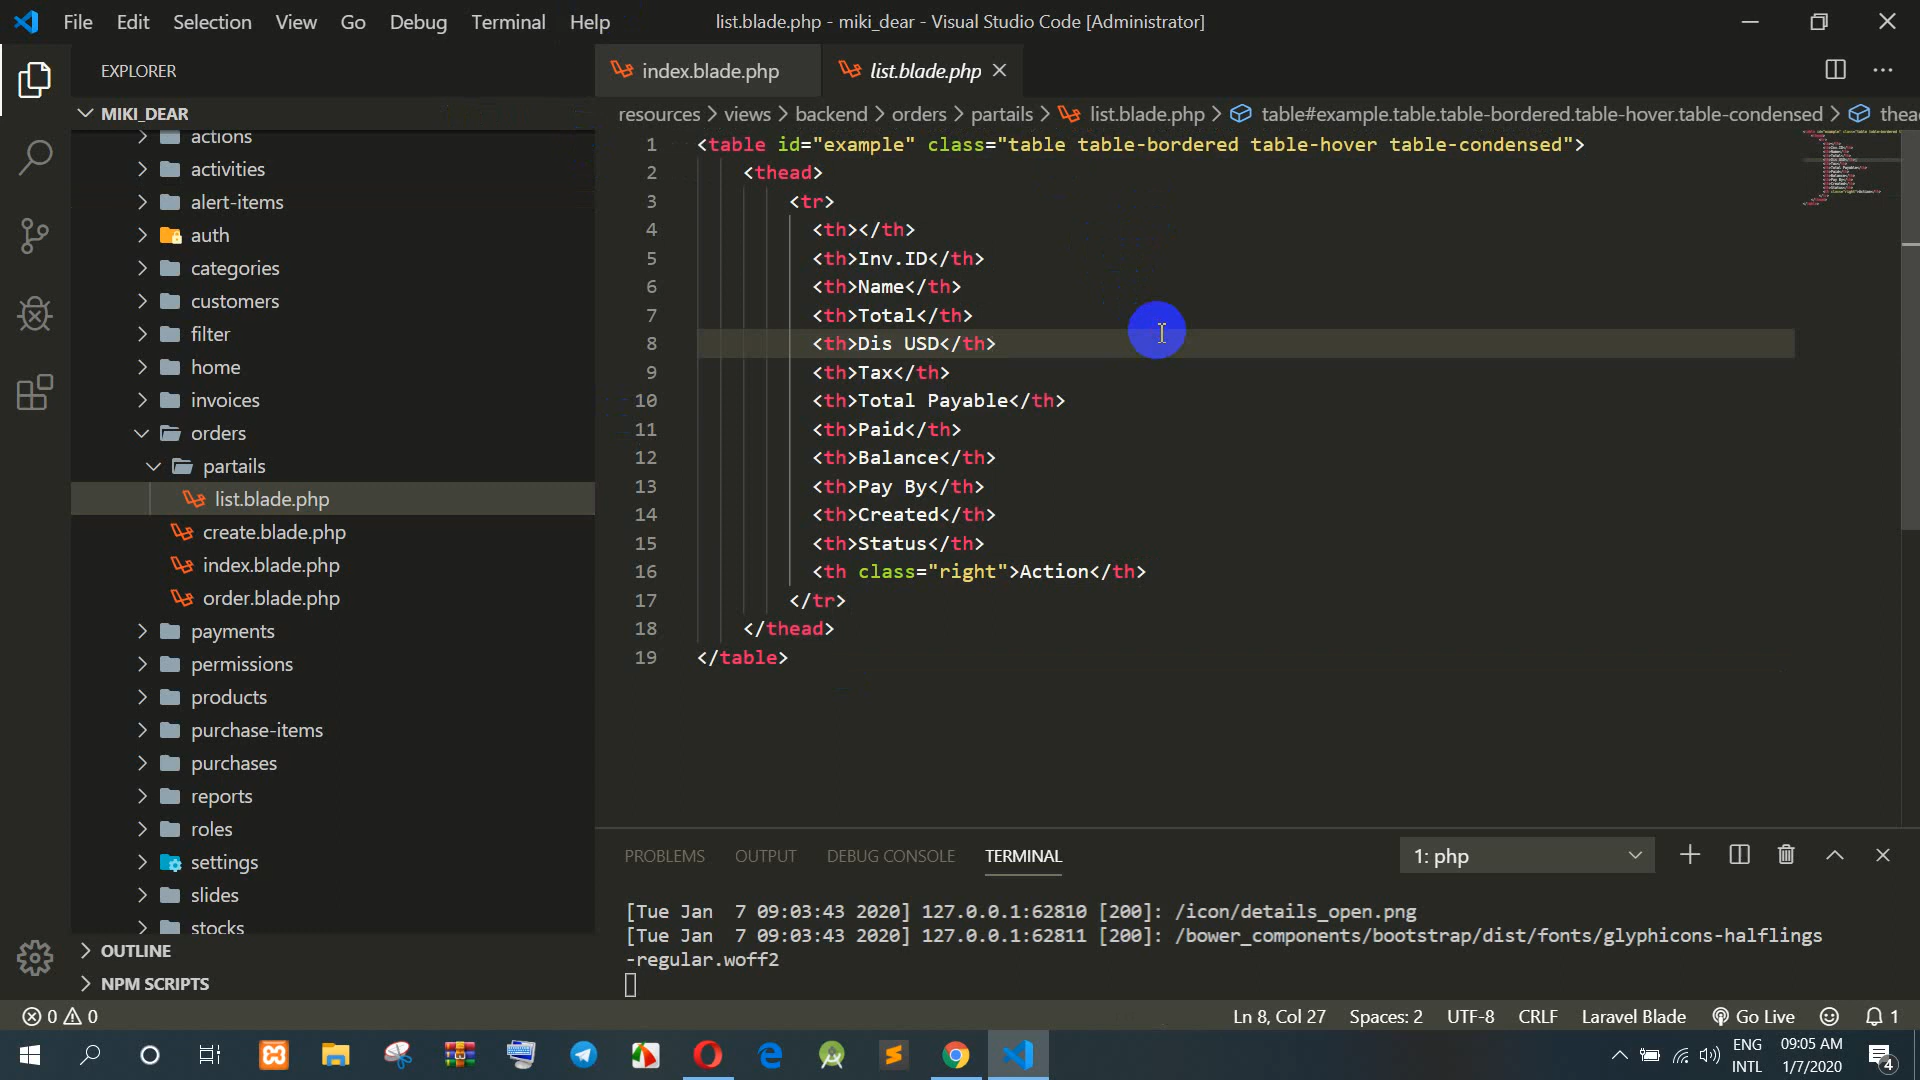 File Edit Selection View Go Debug Terminal Help
list.blade.php - miki_dear - Visual Studio Code [Administrator]
EXPLORER
MIKI_DEAR
actions
activities
alert-items
auth
categories
customers
filter
home
invoices
orders
partails
list.blade.php
create.blade.php
index.blade.php
order.blade.php
payments
permissions
products
purchase-items
purchases
reports
roles
settings
slides
stocks
OUTLINE
NPM SCRIPTS
index.blade.php
list.blade.php
resources > views > backend > orders > partails > list.blade.php > table#example.table.table-bordered.table-hover.table-condensed > thea
1 <table id="example" class="table table-bordered table-hover table-condensed">
2 <thead>
3 <tr>
4 <th></th>
5 <th>Inv.ID</th>
6 <th>Name</th>
7 <th>Total</th>
8 <th>Dis USD</th>
9 <th>Tax</th>
10 <th>Total Payable</th>
11 <th>Paid</th>
12 <th>Balance</th>
13 <th>Pay By</th>
14 <th>Created</th>
15 <th>Status</th>
16 <th class="right">Action</th>
17 </tr>
18 </thead>
19 </table>
PROBLEMS OUTPUT DEBUG CONSOLE TERMINAL
1: php
[Tue Jan  7 09:03:43 2020] 127.0.0.1:62810 [200]: /icon/details_open.png
[Tue Jan  7 09:03:43 2020] 127.0.0.1:62811 [200]: /bower_components/bootstrap/dist/fonts/glyphicons-halflings
-regular.woff2
0 0
Ln 8, Col 27 Spaces: 2 UTF-8 CRLF Laravel Blade Go Live 1
ENG
INTL
09:05 AM
1/7/2020
4